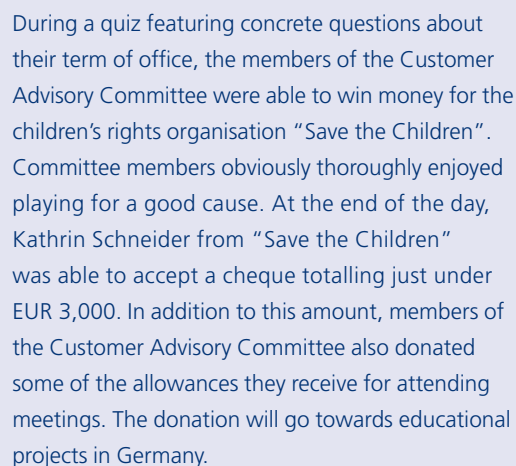 During a quiz featuring concrete questions about
their term of office, the members of the Customer
Advisory Committee were able to win money for the
children’s rights organisation “Save the Children”.
Committee members obviously thoroughly enjoyed
playing for a good cause. At the end of the day,
Kathrin Schneider from “Save the Children”
was able to accept a cheque totalling just under
EUR 3,000. In addition to this amount, members of
the Customer Advisory Committee also donated
some of the allowances they receive for attending
meetings. The donation will go towards educational
projects in Germany.